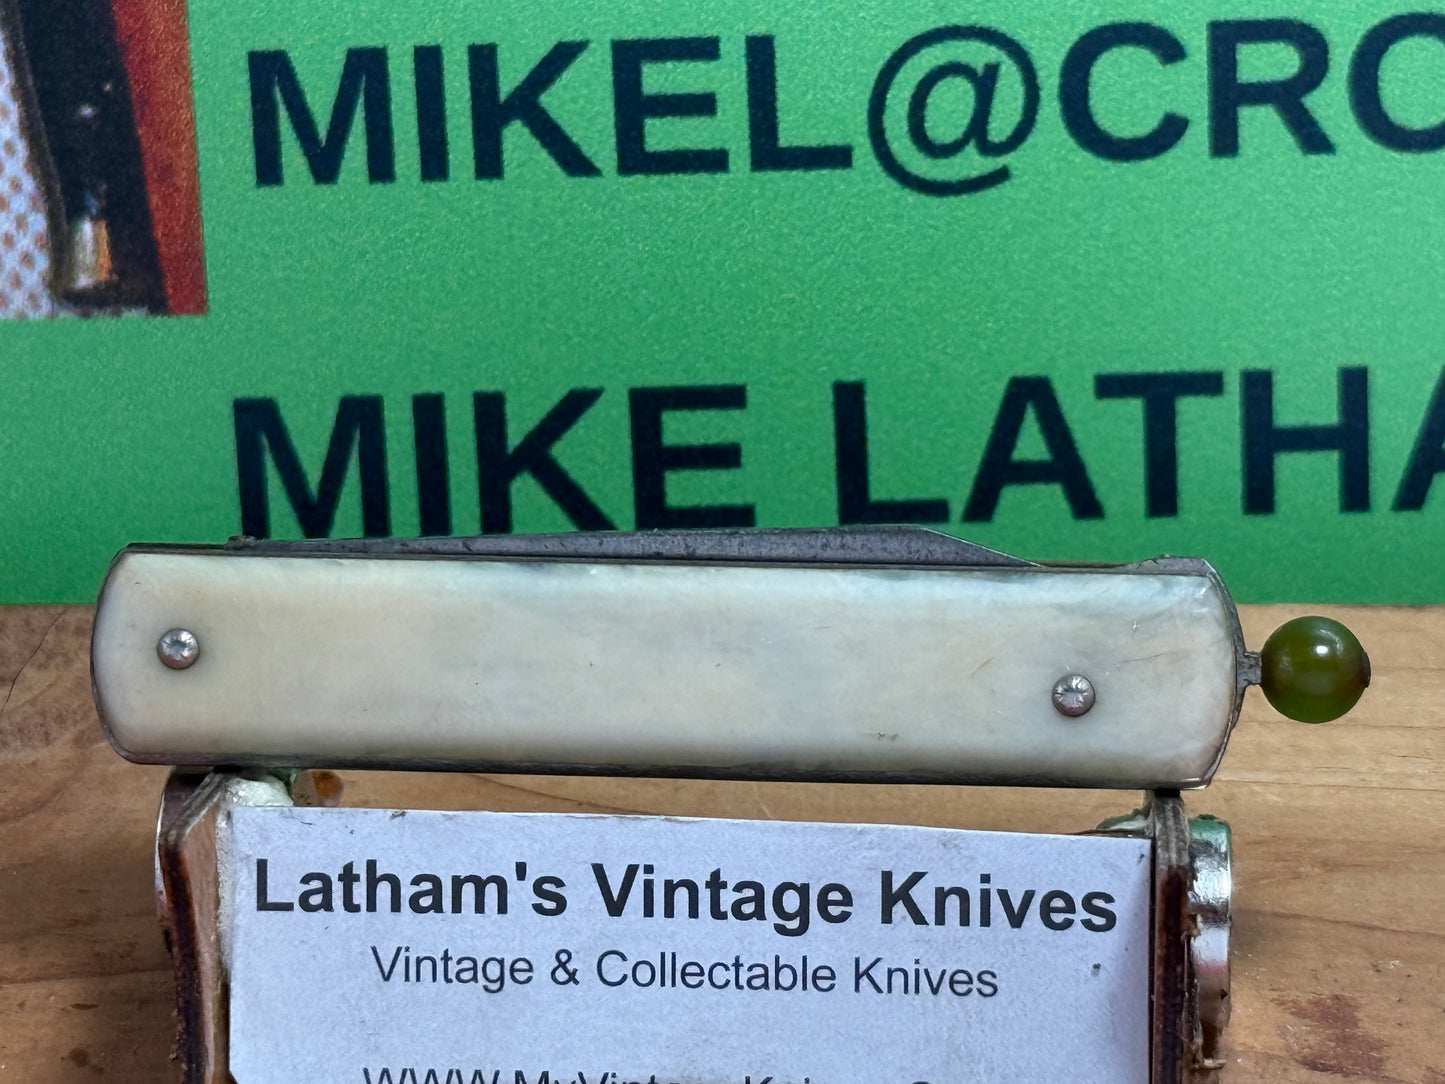 MIKEL@CRO
MIKE LATHA
Latham's Vintage Knives
Vintage & Collectable Knives